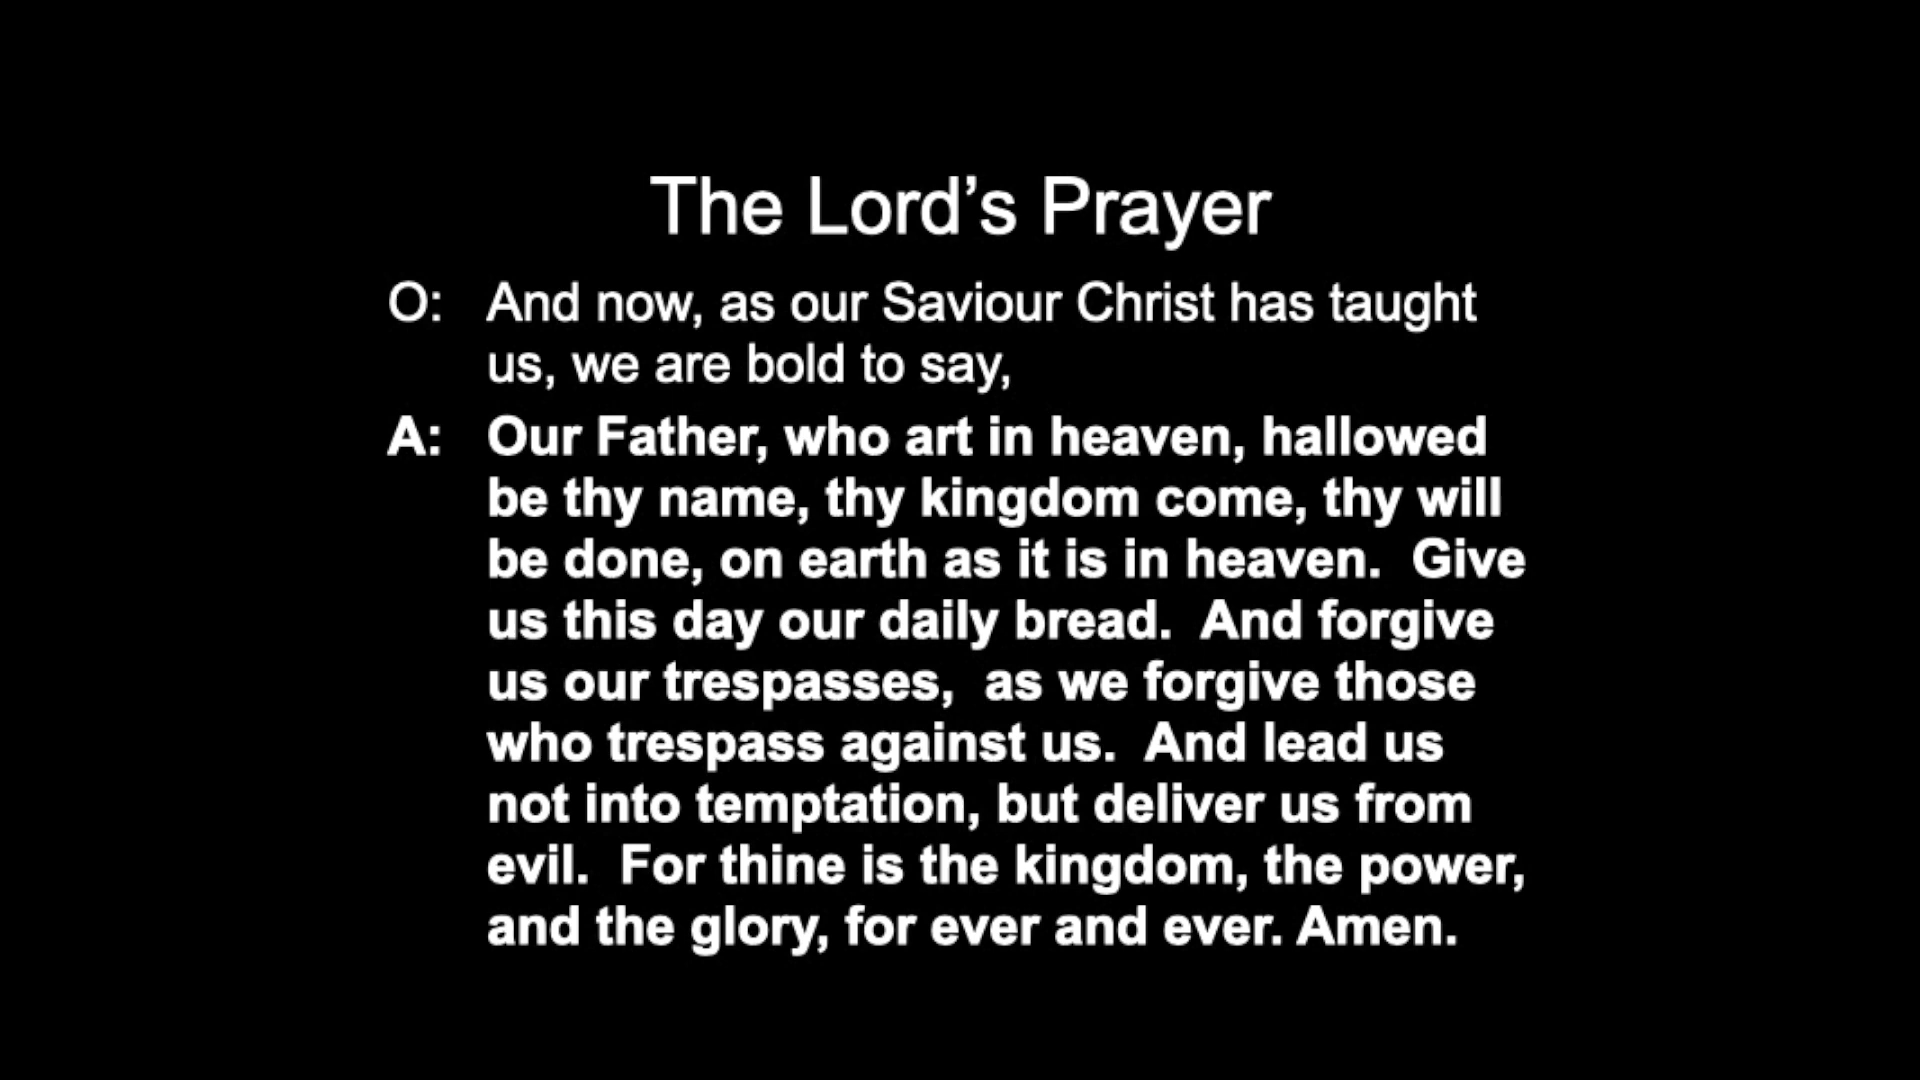 The Lord’s Prayer
O: And now, as our Saviour Christ has taught
us, we are bold to say,
A: Our Father, who art in heaven, hallowed
be thy name, thy kingdom come, thy will
be done, on earth as it is in heaven.  Give
us this day our daily bread.  And forgive
us our trespasses,  as we forgive those
who trespass against us.  And lead us
not into temptation, but deliver us from
evil.  For thine is the kingdom, the power,
and the glory, for ever and ever. Amen.